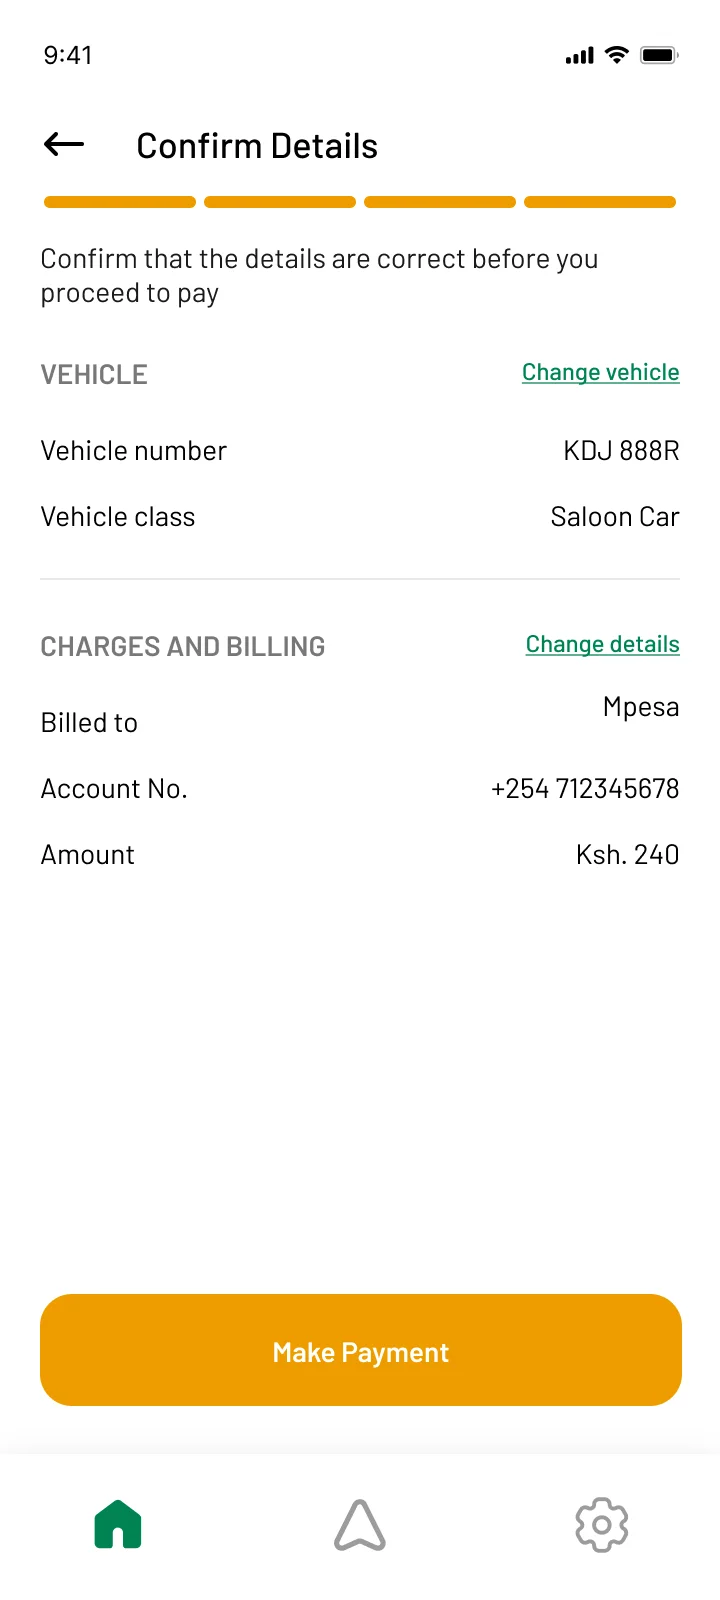 9:41
Confirm Details
Confirm that the details are correct before you
proceed to pay
VEHICLE
Change vehicle
Vehicle number
KDJ 888R
Vehicle class
Saloon Car
CHARGES AND BILLING
Change details
Billed to
Mpesa
Account No.
+254 712345678
Amount
Ksh. 240
Make Payment